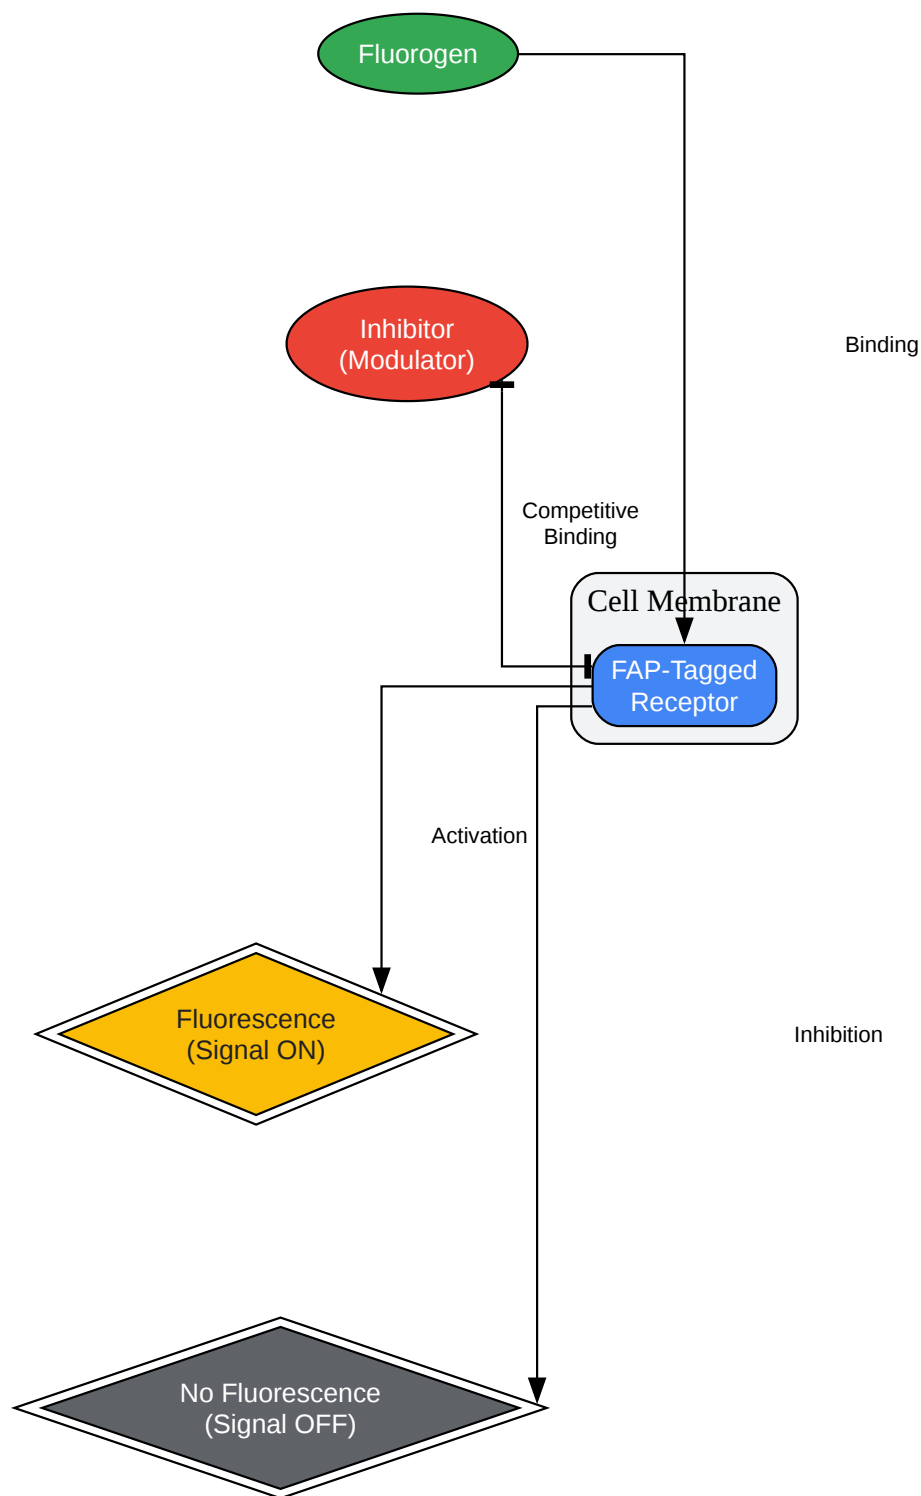 Fluorogen
Inhibitor
(Modulator)
Binding
Competitive
Binding
Cell Membrane
FAP-Tagged
Receptor
Activation
Fluorescence
(Signal ON)
Inhibition
No Fluorescence
(Signal OFF)